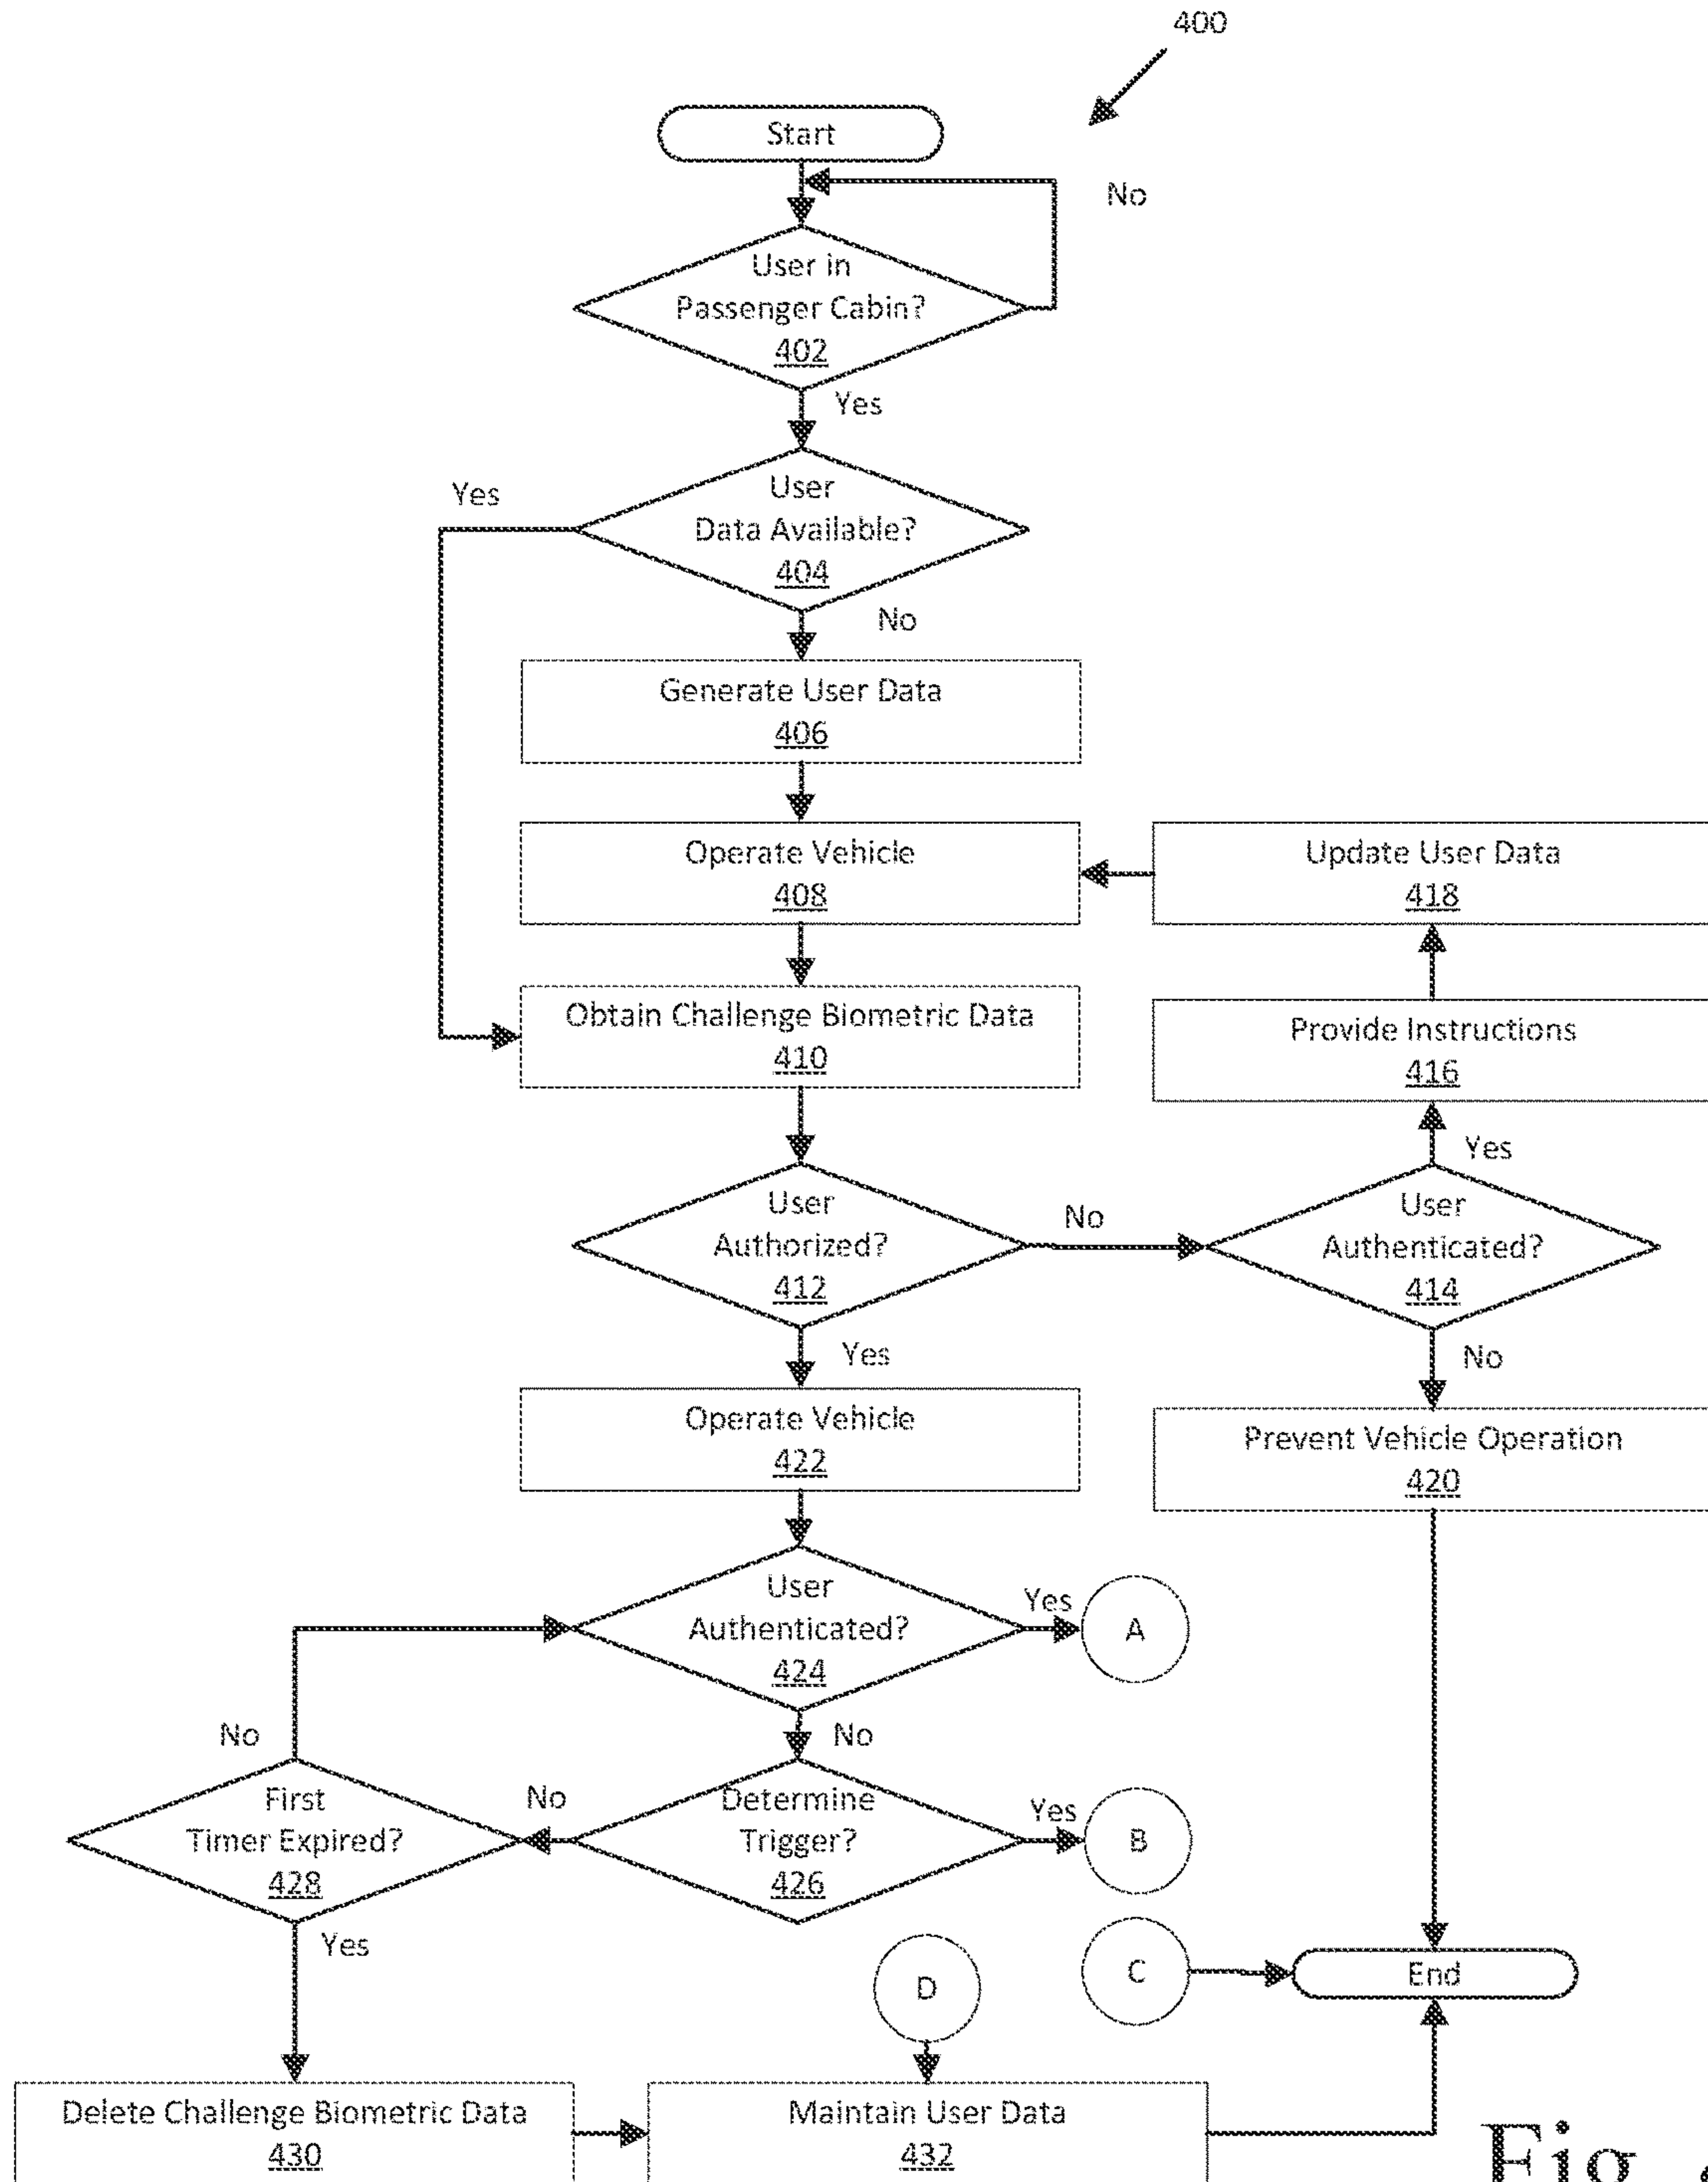 400
Start
No
User in
Passenger Cabin?
402
Yes
Yes
User
Data Available?
404
No
Generate User Data
406
Operate Vehicle
408
Update User Data
418
Obtain Challenge Biometric Data
410
Provide Instructions
416
Yes
User
Authorized?
412
No
User
Authenticated?
414
Yes
No
Operate Vehicle
422
Prevent Vehicle Operation
420
User
Authenticated?
424
Yes
A
No
No
First
Timer Expired?
428
No
Determine
Trigger?
426
Yes
B
Yes
D
C
End
Delete Challenge Biometric Data
430
Maintain User Data
432
Fig.